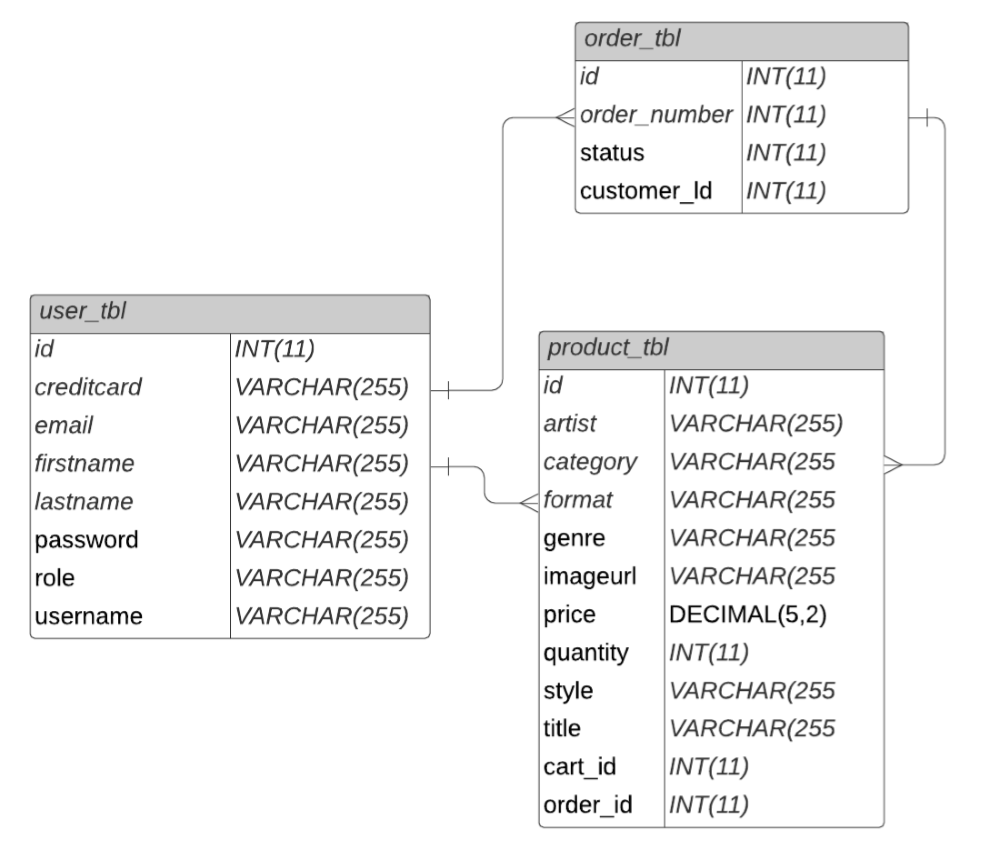 order_tbl
id INT(11)
order_number INT(11)
status INT(11)
customer_Id INT(11)
user_tbl
id INT(11)
creditcard VARCHAR(255)
email VARCHAR(255)
firstname VARCHAR(255)
lastname VARCHAR(255)
password VARCHAR(255)
role VARCHAR(255)
username VARCHAR(255)
product_tbl
id INT(11)
artist VARCHAR(255)
category VARCHAR(255
format VARCHAR(255
genre VARCHAR(255
imageurl VARCHAR(255
price DECIMAL(5,2)
quantity INT(11)
style VARCHAR(255
title VARCHAR(255
cart_id INT(11)
order_id INT(11)